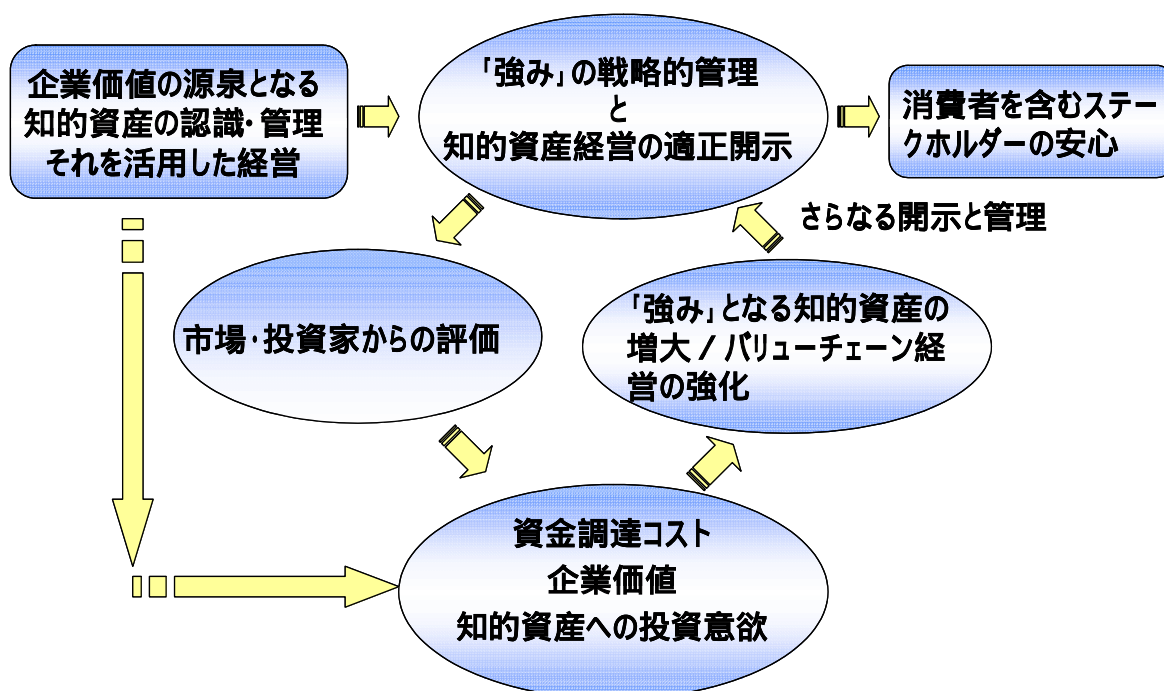 企業価値の源泉となる
知的資産の認識・管理
それを活用した経営
「強み」の戦略的管理
と
知的資産経営の適正開示
消費者を含むステー
クホルダーの安心
さらなる開示と管理
市場・投資家からの評価
「強み」となる知的資産の
増大/バリューチェーン経
営の強化
資金調達コスト
企業価値
知的資産への投資意欲